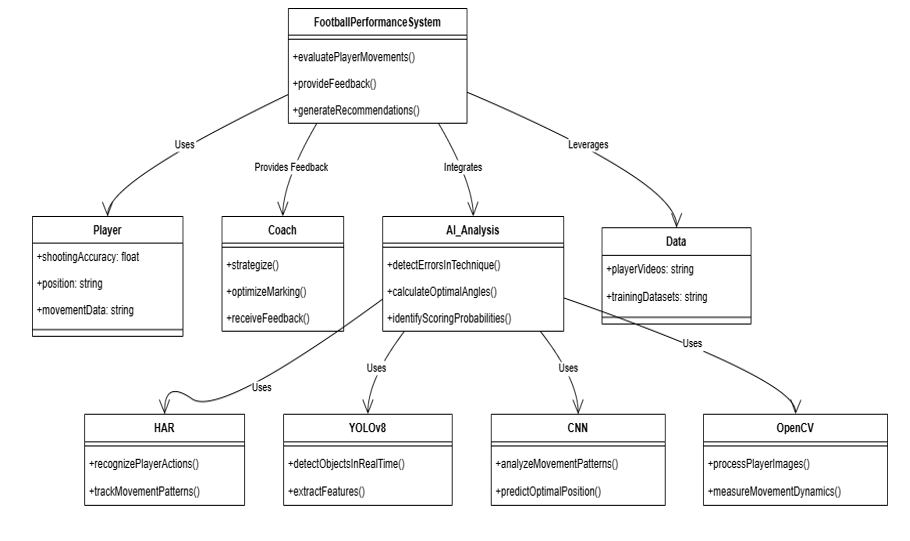 FootballPerformanceSystem
+evaluatePlayerMovements()
+provideFeedback()
+generateRecommendations()
Uses
Provides Feedback
Integrates
Leverages
Player
+shootingAccuracy: float
+position: string
+movementData: string
Coach
+strategize()
+optimizeMarking()
+receiveFeedback()
AI_Analysis
+detectErrorsInTechnique()
+calculateOptimalAngles()
+identifyScoringProbabilities()
Data
+playerVideos: string
+trainingDatasets: string
Uses
Uses
Uses
Uses
HAR
+recognizePlayerActions()
+trackMovementPatterns()
YOLOv8
+detectObjectsInRealTime()
+extractFeatures()
CNN
+analyzeMovementPatterns()
+predictOptimalPosition()
OpenCV
+processPlayerImages()
+measureMovementDynamics()